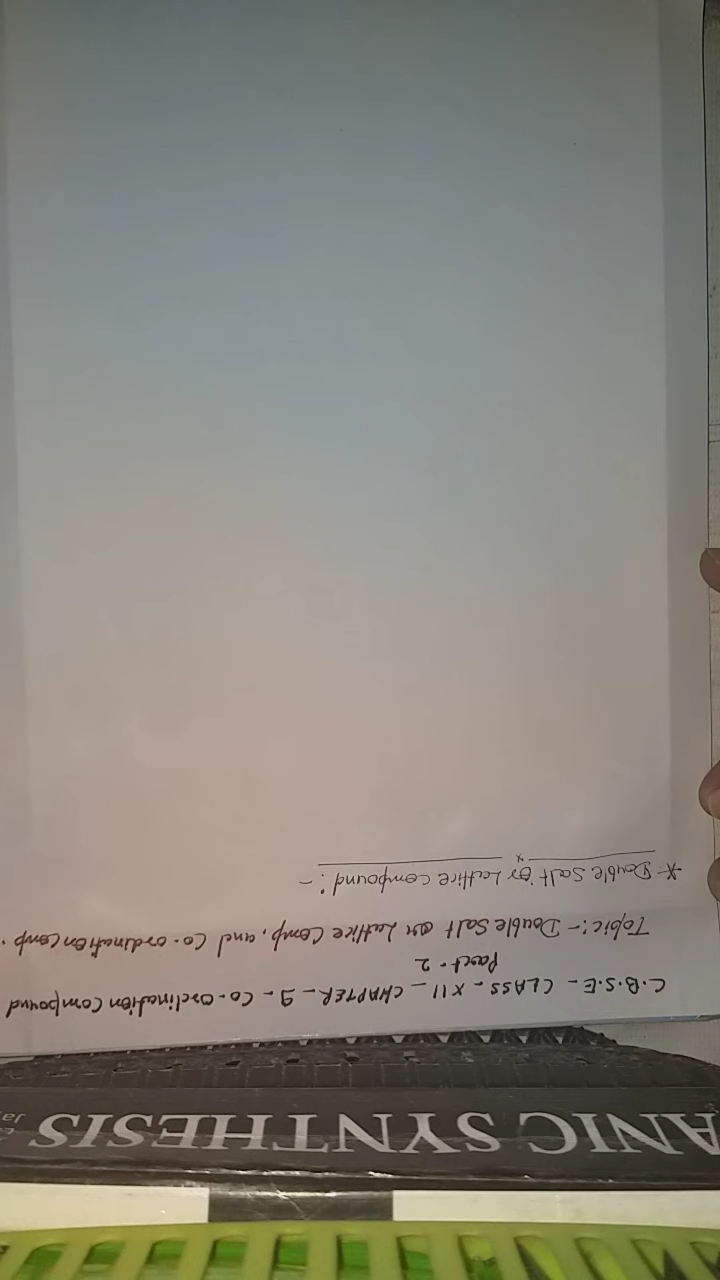 C.B.S.E - CLASS - XII - CHAPTER - 9 - Co-ordination Compound
Part-2
Topic:- Double Salt or Lattice Comp, and Co-ordination Comp.
* Double Salt or Lattice Compound:-
ANIC SYNTHESIS